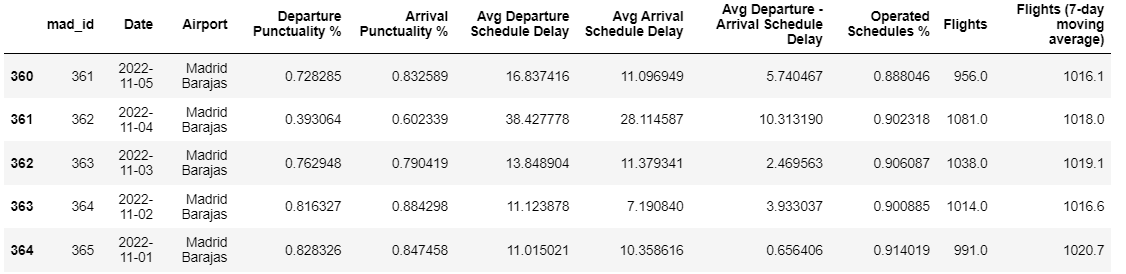 mad_id Date Airport Departure Punctuality % Arrival Punctuality % Avg Departure Schedule Delay Avg Arrival Schedule Delay Avg Departure - Arrival Schedule Delay Operated Schedules % Flights Flights (7-day moving average)
360 361 2022-11-05 Madrid Barajas 0.728285 0.832589 16.837416 11.096949 5.740467 0.888046 956.0 1016.1
361 362 2022-11-04 Madrid Barajas 0.393064 0.602339 38.427778 28.114587 10.313190 0.902318 1081.0 1018.0
362 363 2022-11-03 Madrid Barajas 0.762948 0.790419 13.848904 11.379341 2.469563 0.906087 1038.0 1019.1
363 364 2022-11-02 Madrid Barajas 0.816327 0.884298 11.123878 7.190840 3.933037 0.900885 1014.0 1016.6
364 365 2022-11-01 Madrid Barajas 0.828326 0.847458 11.015021 10.358616 0.656406 0.914019 991.0 1020.7